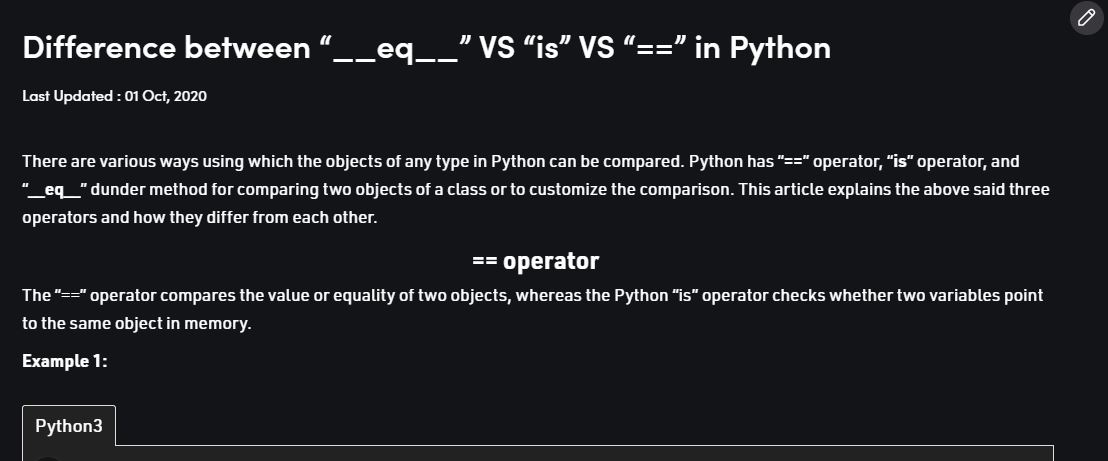 Difference between “__eq__” VS “is” VS “==” in Python
Last Updated : 01 Oct, 2020
There are various ways using which the objects of any type in Python can be compared. Python has “==” operator, “is” operator, and
“__eq__” dunder method for comparing two objects of a class or to customize the comparison. This article explains the above said three
operators and how they differ from each other.
== operator
The “==” operator compares the value or equality of two objects, whereas the Python “is” operator checks whether two variables point
to the same object in memory.
Example 1:
Python3